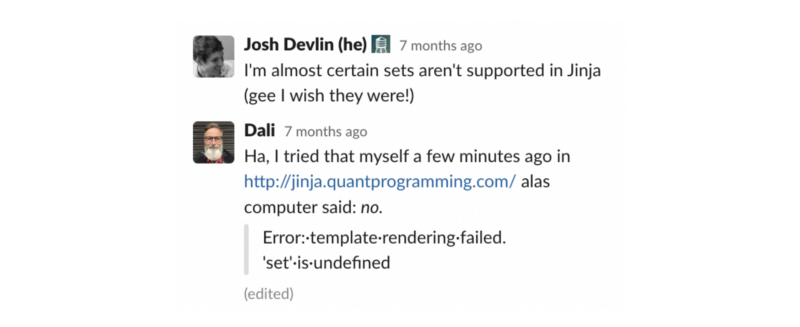 Josh Devlin (he) 7 months ago
I'm almost certain sets aren't supported in Jinja
(gee I wish they were!)
Dali 7 months ago
Ha, I tried that myself a few minutes ago in
http://jinja.quantprogramming.com/ alas
computer said: no.
Error:·template·rendering·failed.
'set'·is·undefined
(edited)